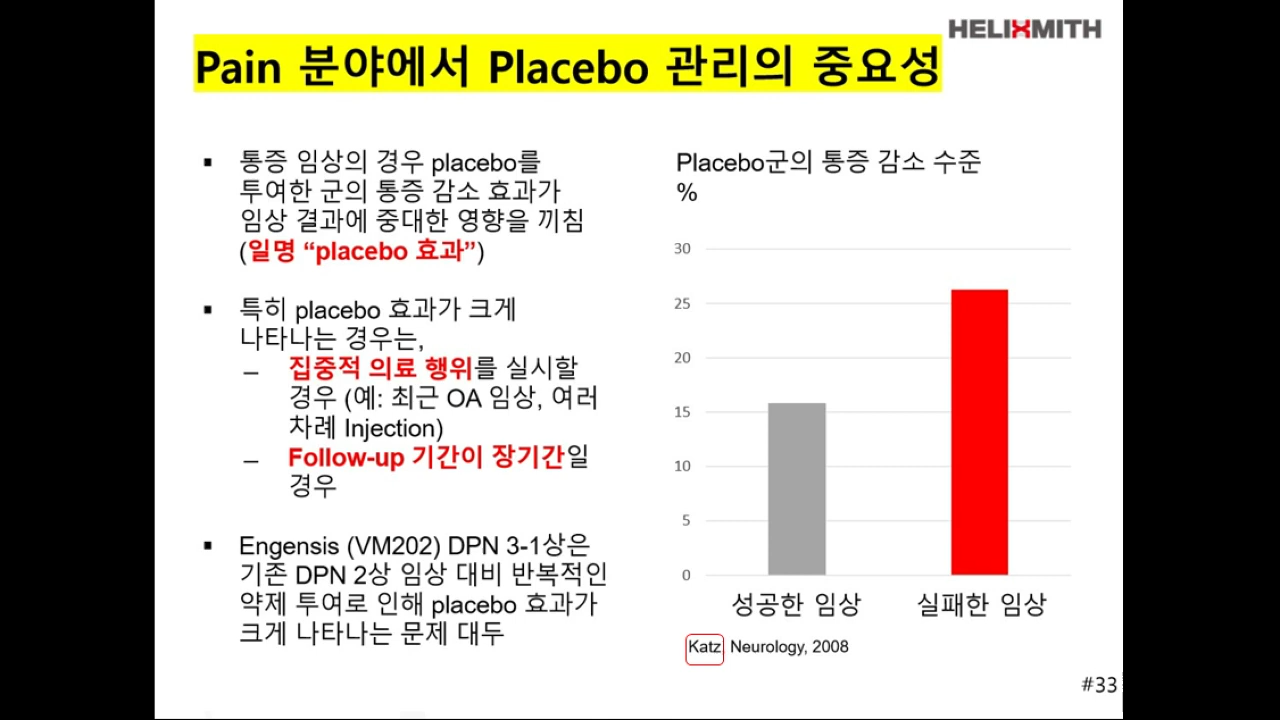 HELIXMITH
Pain 분야에서 Placebo 관리의 중요성
▪ 통증 임상의 경우 placebo를
투여한 군의 통증 감소 효과가
임상 결과에 중대한 영향을 끼침
(일명 “placebo 효과”)
▪ 특히 placebo 효과가 크게
나타나는 경우는,
– 집중적 의료 행위를 실시할
경우 (예: 최근 OA 임상, 여러
차례 Injection)
– Follow-up 기간이 장기간일
경우
▪ Engensis (VM202) DPN 3-1상은
기존 DPN 2상 임상 대비 반복적인
약제 투여로 인해 placebo 효과가
크게 나타나는 문제 대두
Placebo군의 통증 감소 수준
%
30
25
20
15
10
5
0
성공한 임상 실패한 임상
Katz Neurology, 2008
#33